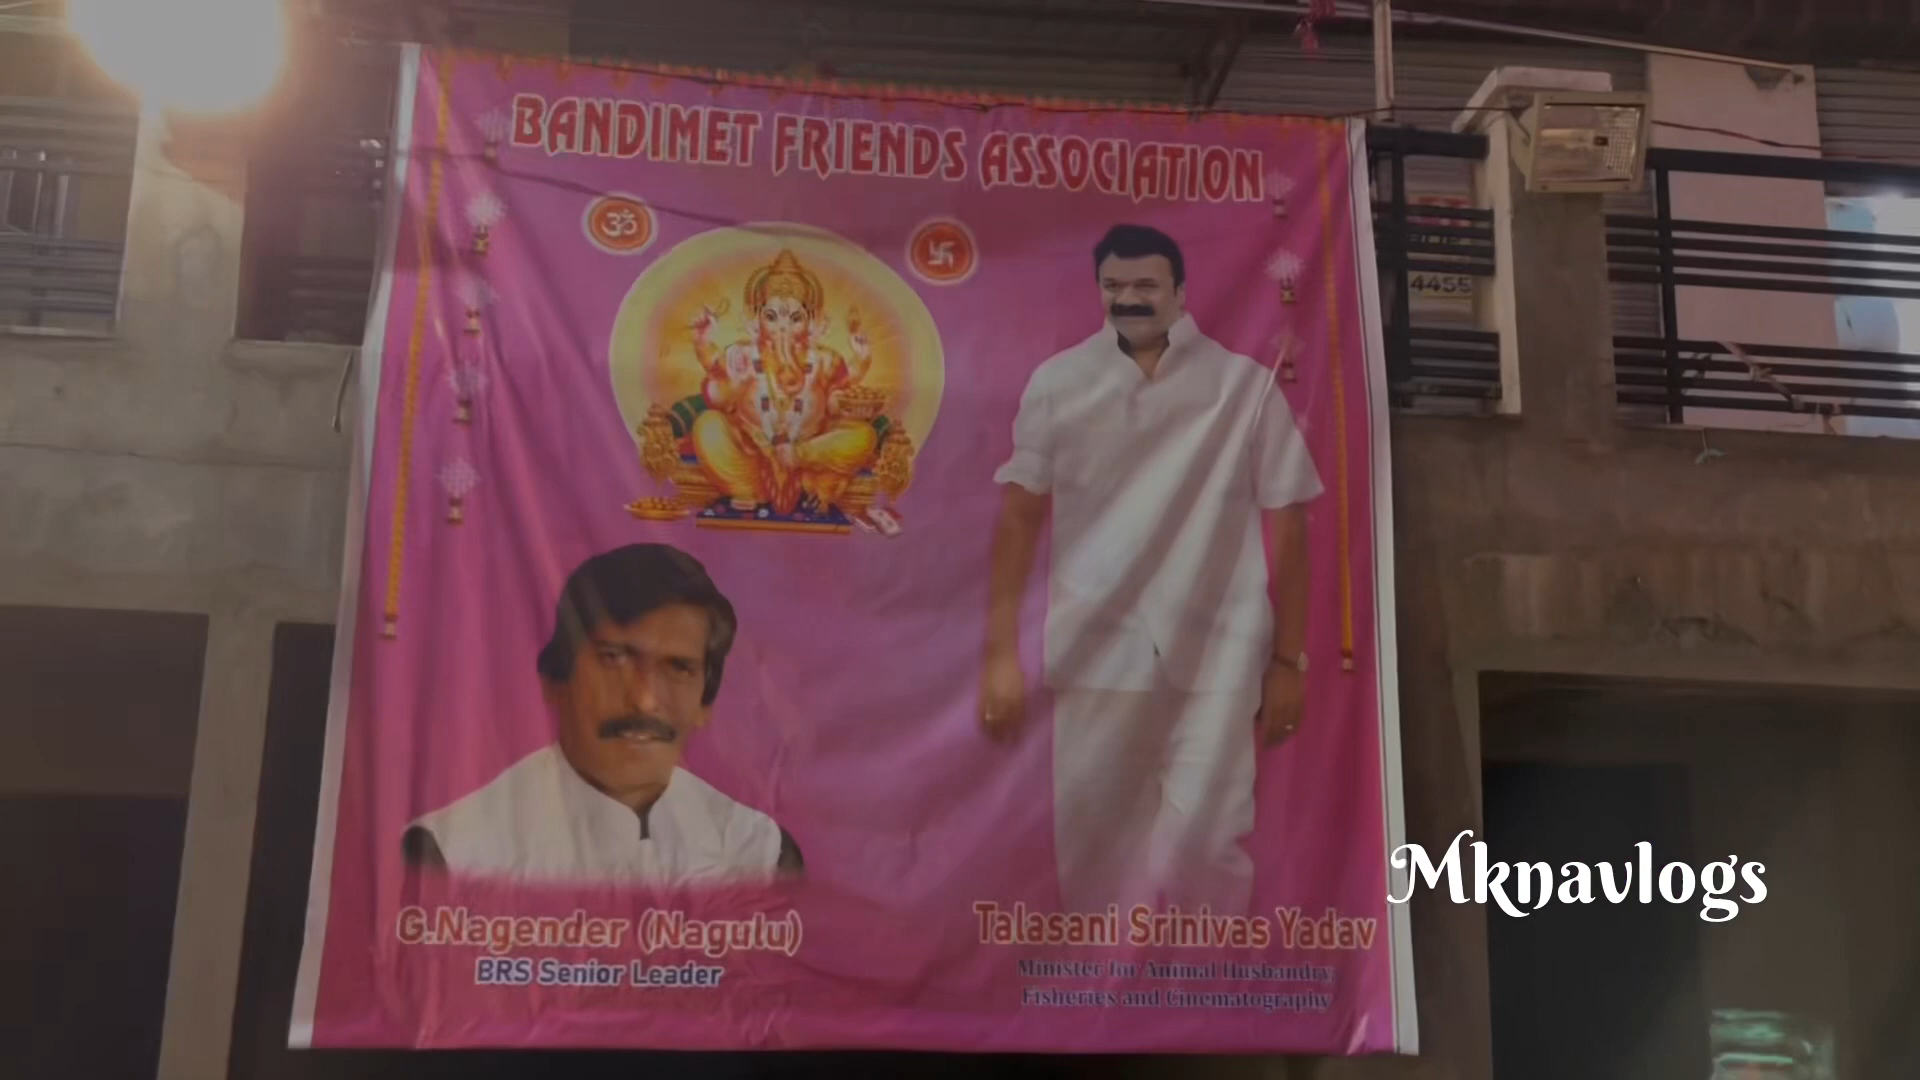 BANDIMET FRIENDS ASSOCIATION
ॐ
4455
G.Nagender (Nagulu)
BRS Senior Leader
Talasani Srinivas Yadav
Minister for Animal Husbandry
Fisheries and Cinematography
Mknavlogs